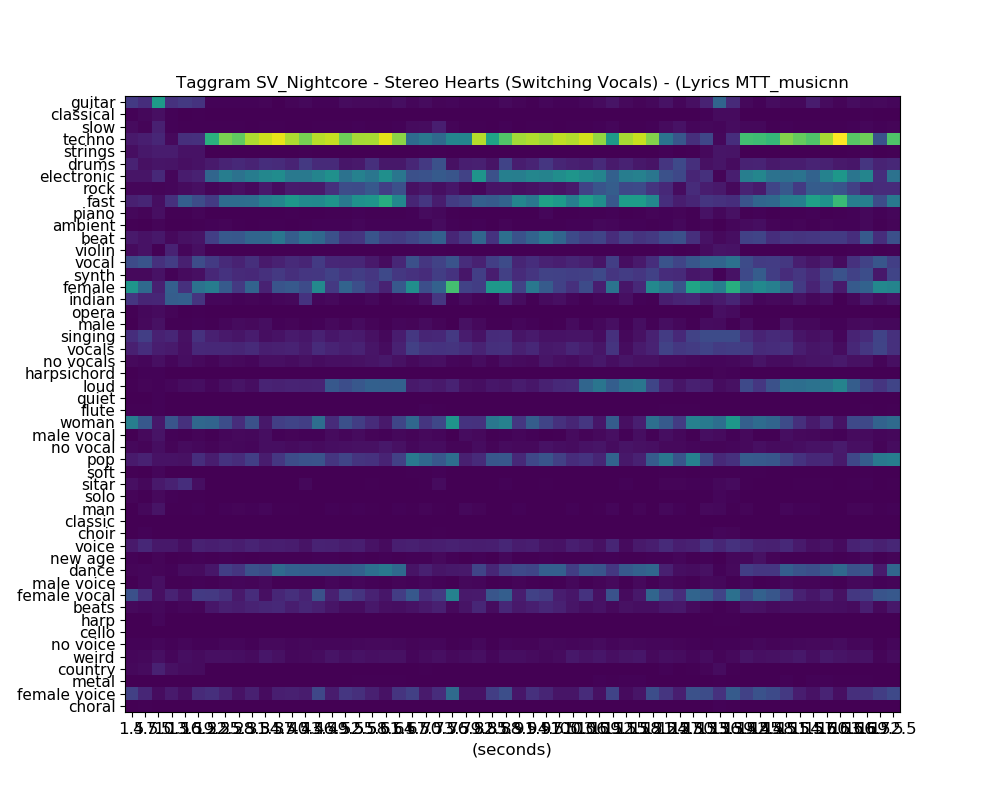 Taggram SV_Nightcore - Stereo Hearts (Switching Vocals) - (Lyrics MTT_musicnn
guitar
classical
slow
techno
strings
drums
electronic
rock
fast
piano
ambient
beat
violin
vocal
synth
female
indian
opera
male
singing
vocals
no vocals
harpsichord
loud
quiet
flute
woman
male vocal
no vocal
pop
soft
sitar
solo
man
classic
choir
voice
new age
dance
male voice
female vocal
beats
harp
cello
no voice
weird
country
metal
female voice
choral
(seconds)